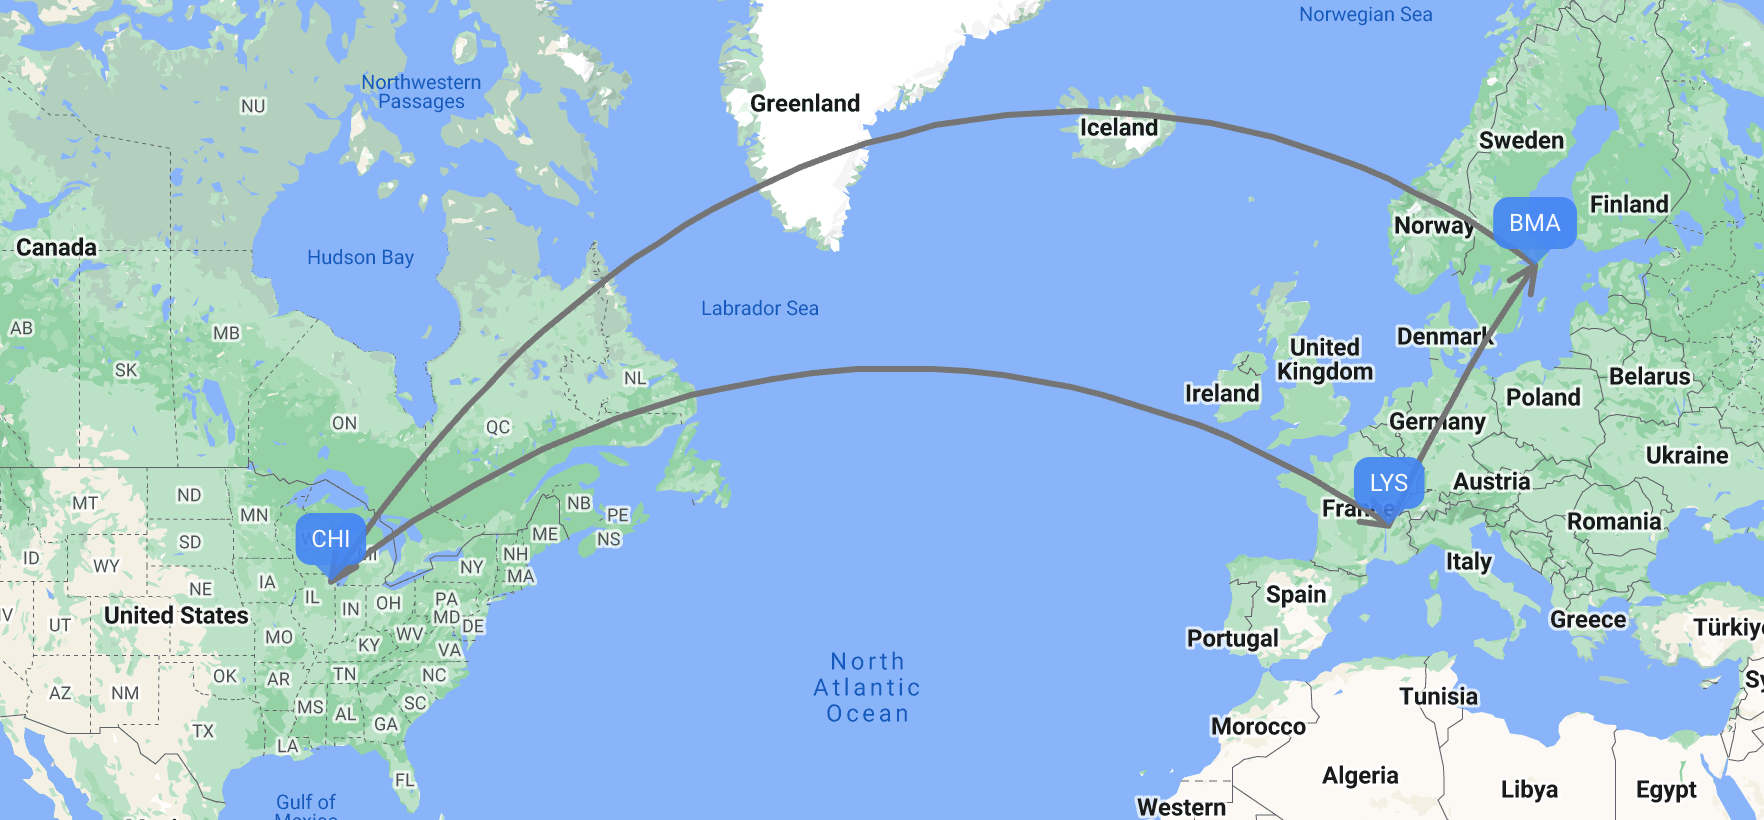 Norwegian Sea
Northwestern
Passages
NU
Greenland
Iceland
Sweden
Finland
Norway
BMA
Canada
Hudson Bay
Labrador Sea
AB
MB
SK
Denmark
United
Kingdom
Ireland
NL
Belarus
Poland
ON
QC
Germany
Ukraine
LYS
Austria
France
MT
ND
MN
NB
PE
NS
ME
Romania
CHI
SD
ID
WY
NE
IA
IL
IN
OH
NY
NH
MA
PA
MD
DE
Italy
Spain
Portugal
Greece
Türkiy
United States
UT
MO
KY
WV
VA
North
Atlantic
Ocean
AZ
NM
OK
AR
TN
NC
SC
MS
AL
GA
TX
LA
FL
Tunisia
Morocco
Algeria
Libya
Egypt
Western
Sy
Gulf of